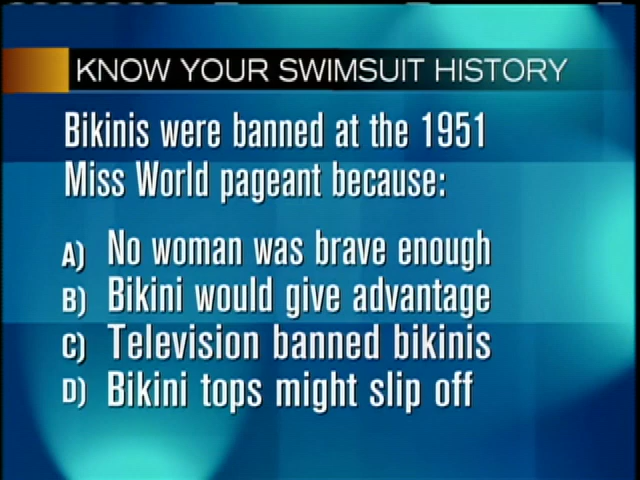 KNOW YOUR SWIMSUIT HISTORY
Bikinis were banned at the 1951
Miss World pageant because:
A) No woman was brave enough
B) Bikini would give advantage
C) Television banned bikinis
D) Bikini tops might slip off